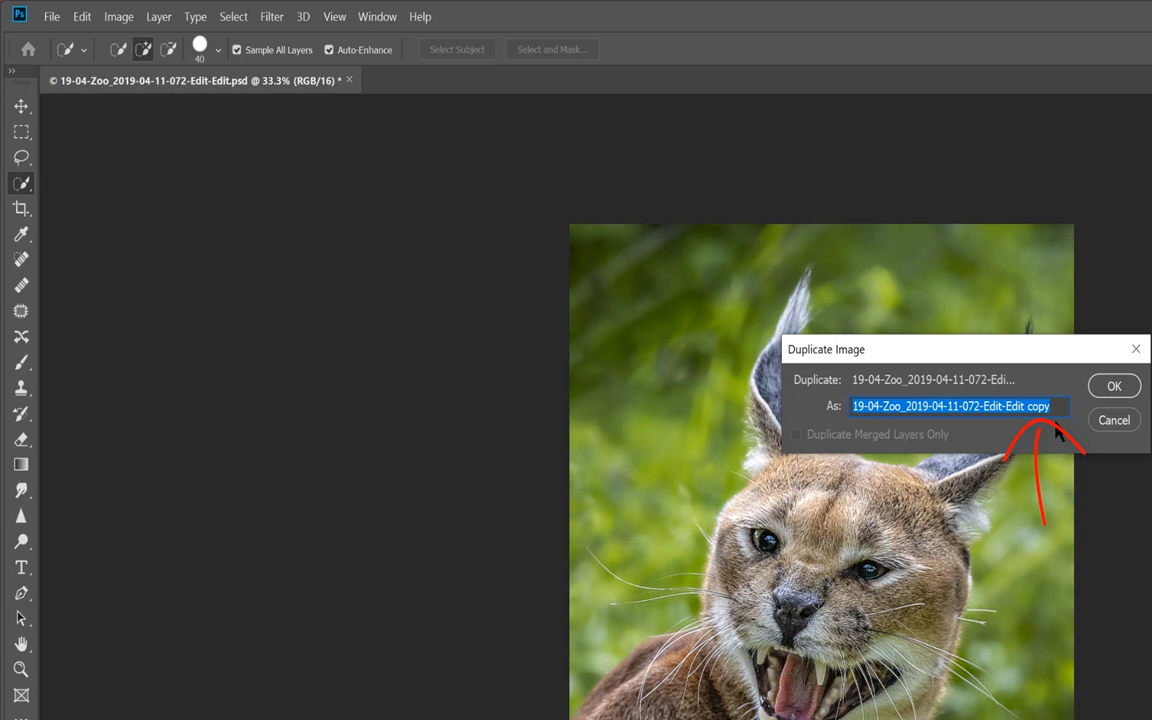 Ps File Edit Image Layer Type Select Filter 3D View Window Help
40 Sample All Layers Auto-Enhance Select Subject Select and Mask...
© 19-04-Zoo_2019-04-11-072-Edit-Edit.psd @ 33.3% (RGB/16) * ×
Duplicate Image
Duplicate: 19-04-Zoo_2019-04-11-072-Edi... OK
As: 19-04-Zoo_2019-04-11-072-Edit-Edit copy
Cancel
Duplicate Merged Layers Only
T